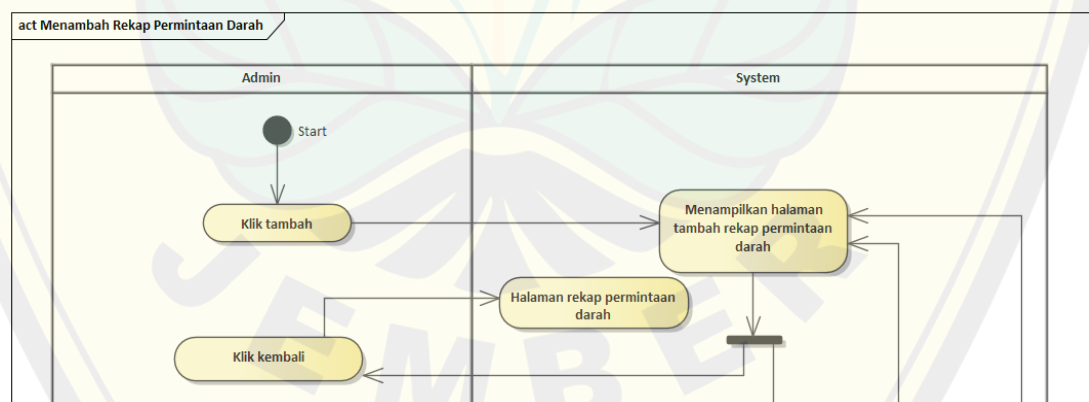 act Menambah Rekap Permintaan Darah
Admin
System
Start
Klik tambah
Menampilkan halaman
tambah rekap permintaan
darah
Halaman rekap permintaan
darah
Klik kembali
JEMBER